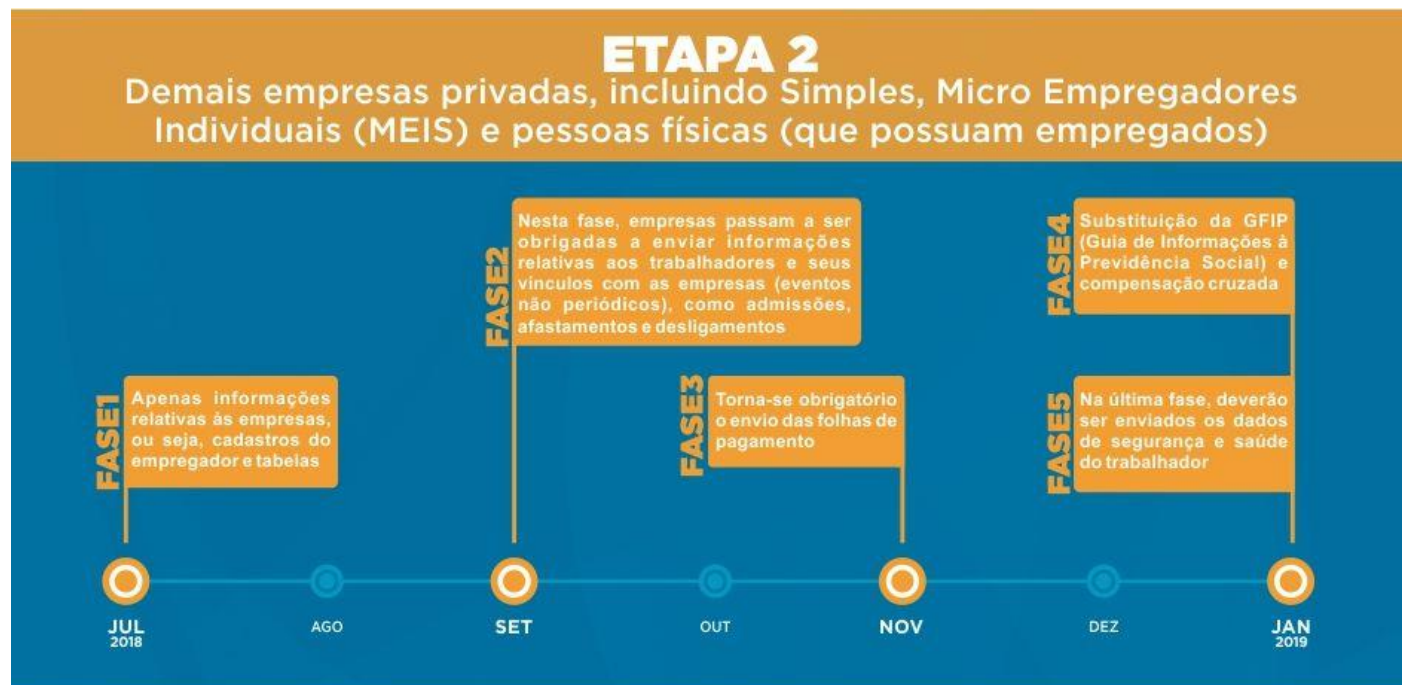 ETAPA 2
Demais empresas privadas, incluindo Simples, Micro Empregadores
Individuais (MEIS) e pessoas físicas (que possuam empregados)
FASE1
Apenas informações
relativas às empresas,
ou seja, cadastros do
empregador e tabelas
FASE2
Nesta fase, empresas passam a ser
obrigadas a enviar informações
relativas aos trabalhadores e seus
vínculos com as empresas (eventos
não periódicos), como admissões,
afastamentos e desligamentos
FASE3
Torna-se obrigatório
o envio das folhas de
pagamento
FASE4
Substituição da GFIP
(Guia de Informações à
Previdência Social) e
compensação cruzada
FASE5
Na última fase, deverão
ser enviados os dados
de segurança e saúde
do trabalhador
JUL
2018
AGO
SET
OUT
NOV
DEZ
JAN
2019